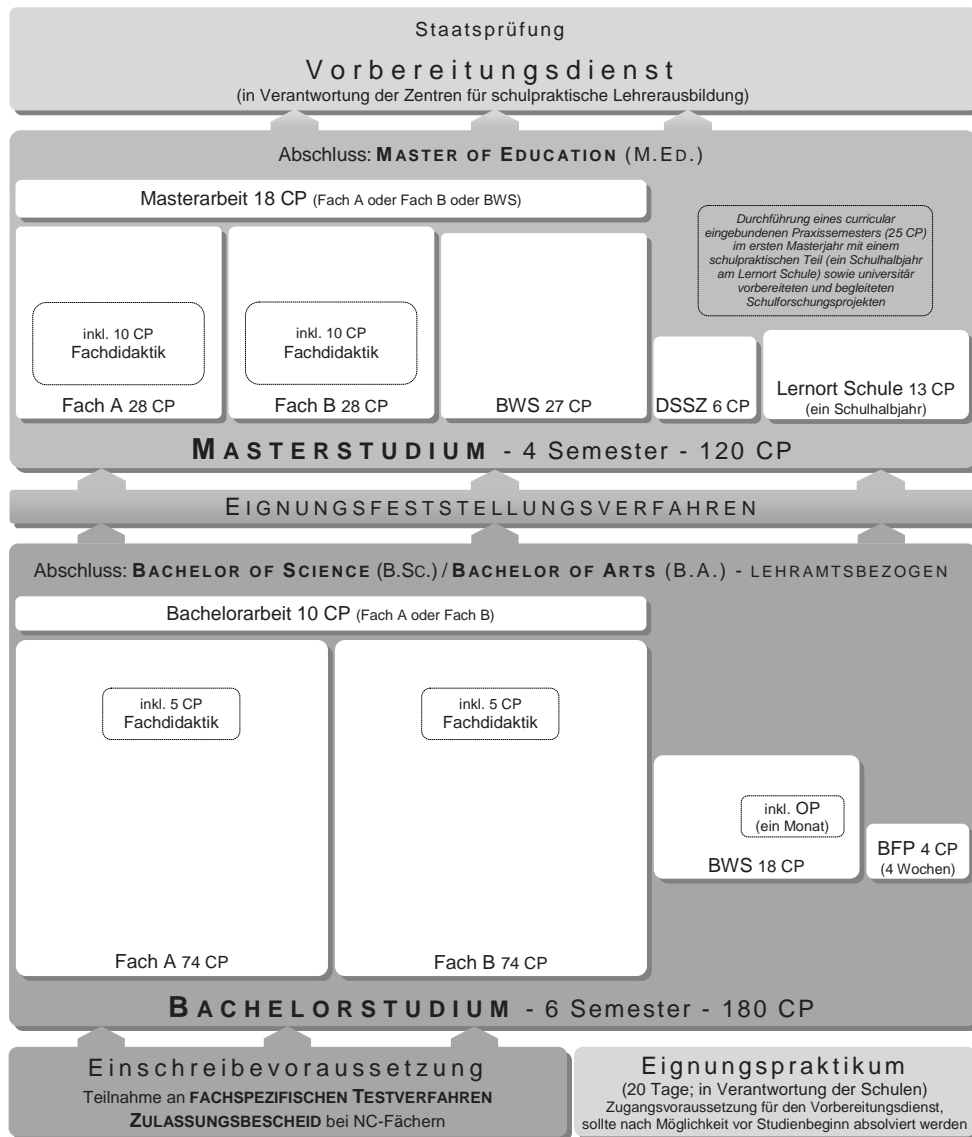 Staatsprüfung
Vorbereitungsdienst
(in Verantwortung der Zentren für schulpraktische Lehrerausbildung)
Abschluss: MASTER OF EDUCATION (M.ED.)
Masterarbeit 18 CP (Fach A oder Fach B oder BWS)
Durchführung eines curricular
eingebundenen Praxissemesters (25 CP)
im ersten Masterjahr mit einem
schulpraktischen Teil (ein Schulhalbjahr
am Lernort Schule) sowie universitär
vorbereiteten und begleiteten
Schulforschungsprojekten
inkl. 10 CP
Fachdidaktik
Fach A 28 CP
inkl. 10 CP
Fachdidaktik
Fach B 28 CP
BWS 27 CP
DSSZ 6 CP
Lernort Schule 13 CP
(ein Schulhalbjahr)
MASTERSTUDIUM - 4 Semester - 120 CP
EIGNUNGSFESTSTELLUNGSVERFAHREN
Abschluss: BACHELOR OF SCIENCE (B.SC.) / BACHELOR OF ARTS (B.A.) - LEHRAMTSBEZOGEN
Bachelorarbeit 10 CP (Fach A oder Fach B)
inkl. 5 CP
Fachdidaktik
Fach A 74 CP
inkl. 5 CP
Fachdidaktik
Fach B 74 CP
inkl. OP
(ein Monat)
BWS 18 CP
BFP 4 CP
(4 Wochen)
BACHELORSTUDIUM - 6 Semester - 180 CP
Einschreibevoraussetzung
Teilnahme an FACHSPEZIFISCHEN TESTVERFAHREN
ZULASSUNGSBESCHEID bei NC-Fächern
Eignungspraktikum
(20 Tage; in Verantwortung der Schulen)
Zugangsvoraussetzung für den Vorbereitungsdienst,
sollte nach Möglichkeit vor Studienbeginn absolviert werden